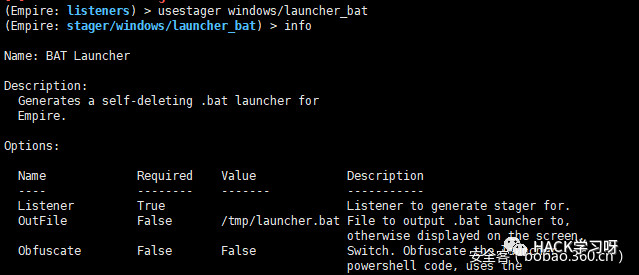 (Empire: listeners) > usestager windows/launcher_bat
(Empire: stager/windows/launcher_bat) > info
Name: BAT Launcher
Description:
Generates a self-deleting .bat launcher for
Empire.
Options:
Name Required Value Description
---- -------- ------- -----------
Listener True Listener to generate stager for.
OutFile False /tmp/launcher.bat File to output .bat launcher to,
otherwise displayed on the screen.
Obfuscate False False Switch. Obfuscate the
powershell code, uses the
HACK学习呀
安全客 ( bobao.360.cn )